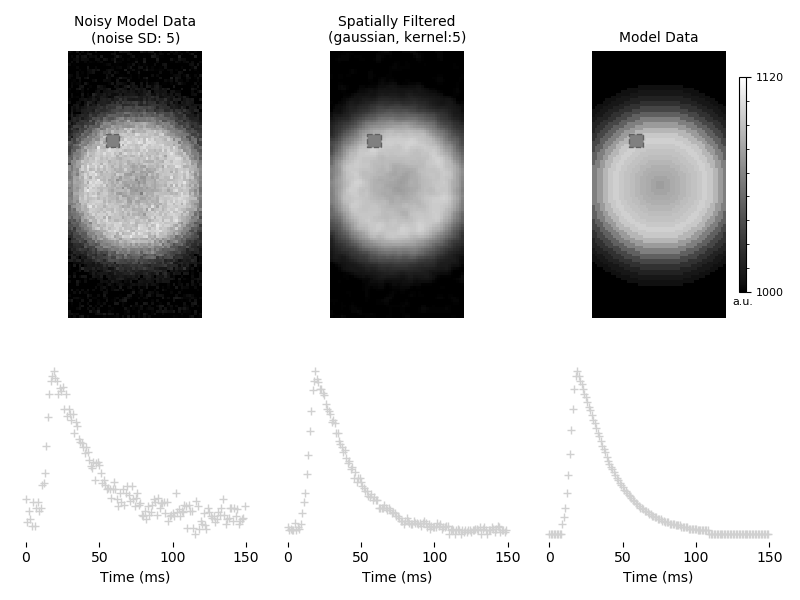 Noisy Model Data
(noise SD: 5)
Spatially Filtered
(gaussian, kernel:5)
Model Data
1120
1000
a.u.
0 50 100 150
Time (ms)
0 50 100 150
Time (ms)
0 50 100 150
Time (ms)